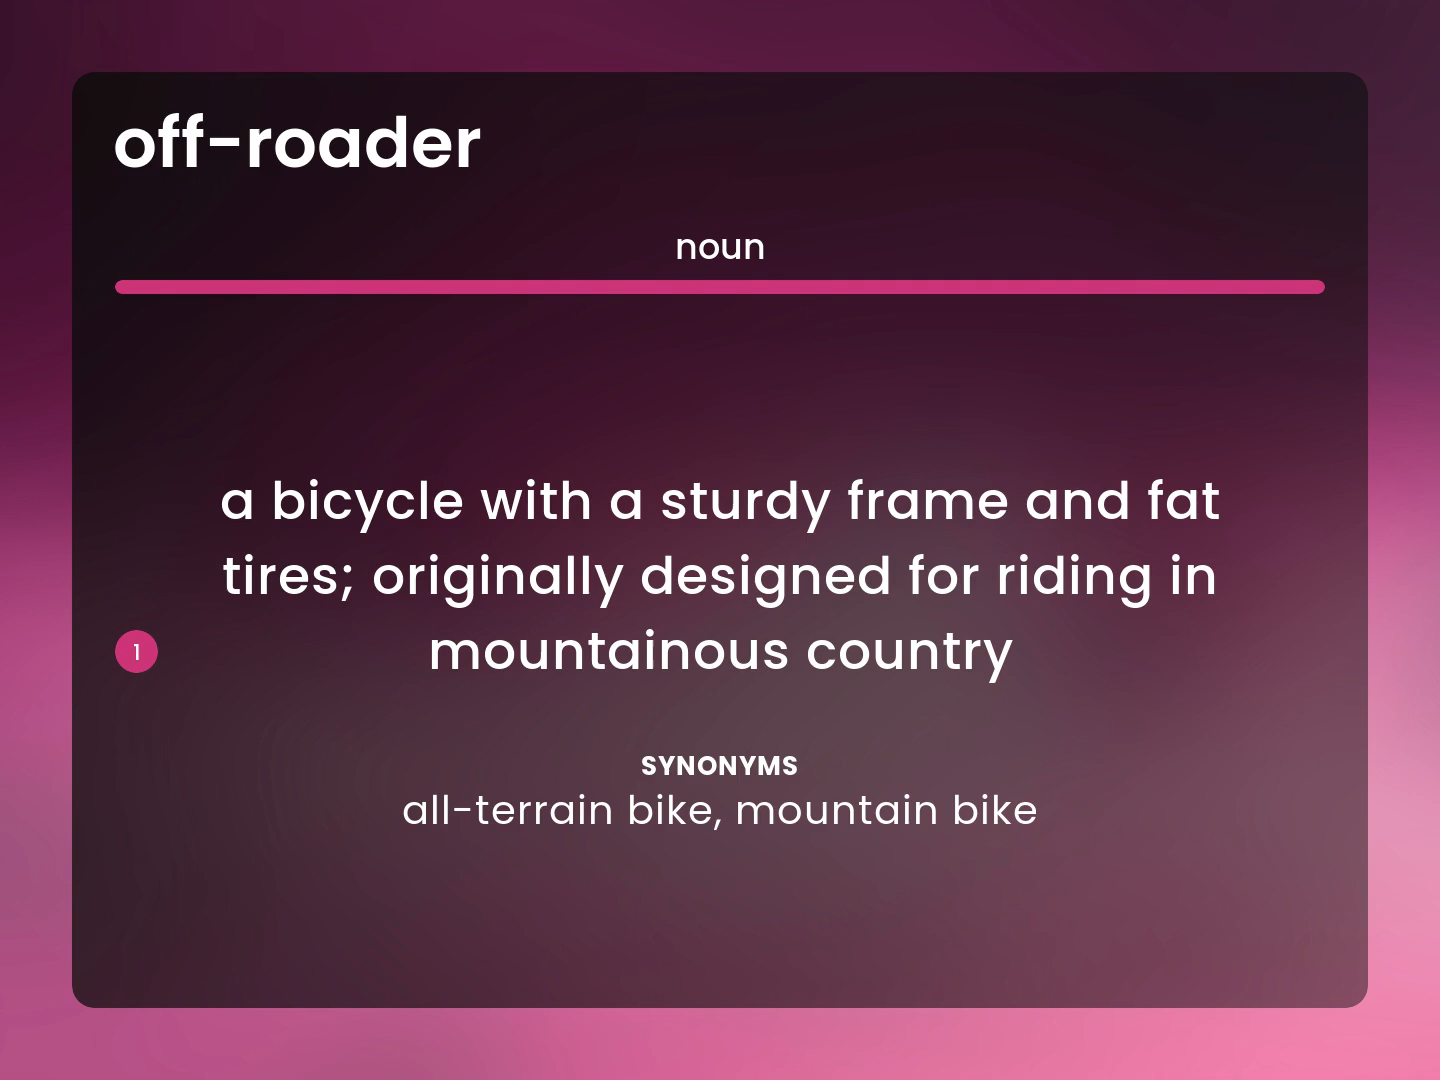 off-roader
noun
a bicycle with a sturdy frame and fat
tires; originally designed for riding in
1 mountainous country
SYNONYMS
all-terrain bike, mountain bike